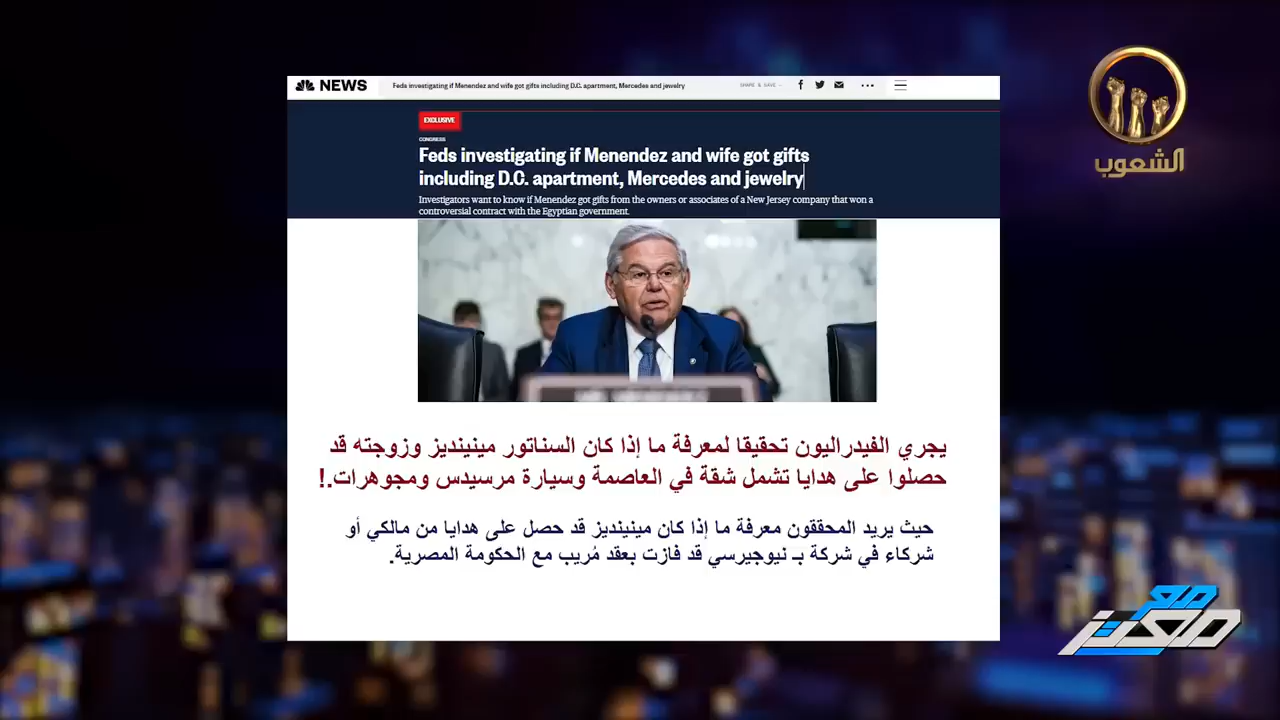 NEWS
Feds investigating if Menendez and wife got gifts including D.C. apartment, Mercedes and jewelry
SHARE & SAVE
EXCLUSIVE
CONGRESS
Feds investigating if Menendez and wife got gifts
including D.C. apartment, Mercedes and jewelry
Investigators want to know if Menendez got gifts from the owners or associates of a New Jersey company that won a
controversial contract with the Egyptian government.
يجري الفيدراليون تحقيقا لمعرفة ما إذا كان السناتور مينينديز وزوجته قد
حصلوا على هدايا تشمل شقة في العاصمة وسيارة مرسيدس ومجوهرات.!
حيث يريد المحققون معرفة ما إذا كان مينينديز قد حصل على هدايا من مالكي أو
شركاء في شركة بـ نيوجيرسي قد فازت بعقد مُريب مع الحكومة المصرية.
الشعوب
مع
معتز